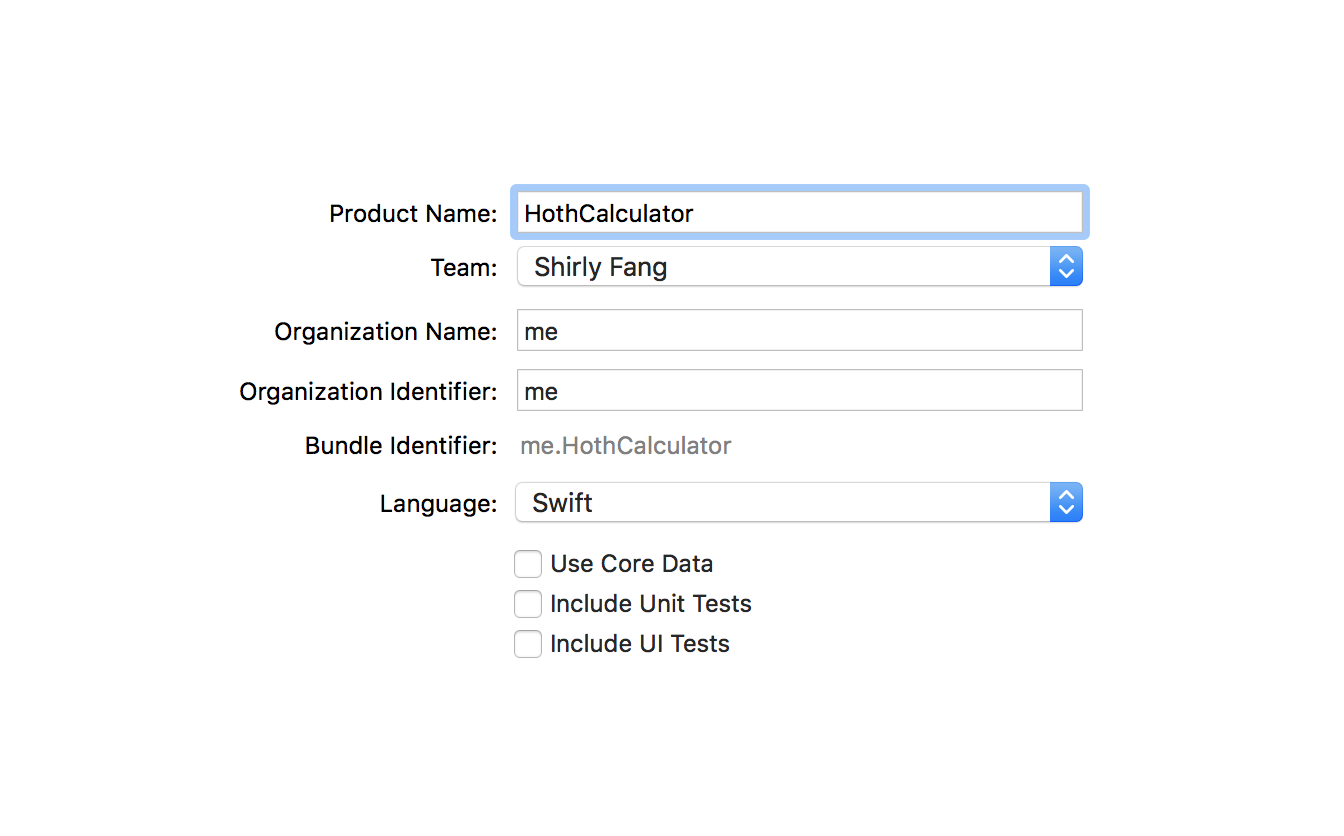 Product Name: HothCalculator
Team: Shirly Fang
Organization Name: me
Organization Identifier: me
Bundle Identifier: me.HothCalculator
Language: Swift
Use Core Data
Include Unit Tests
Include UI Tests